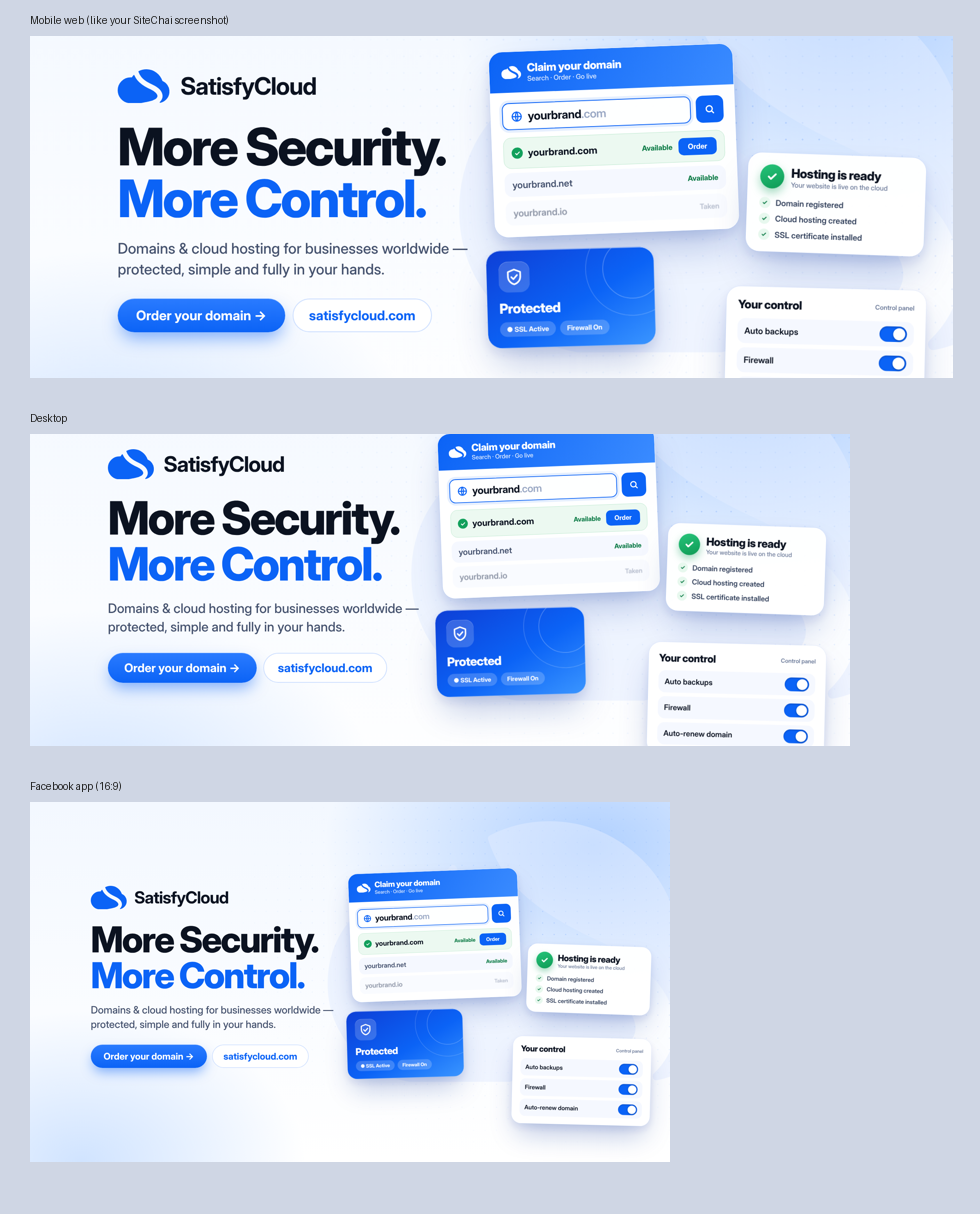 Mobile web (like your SiteChai screenshot)
SatisfyCloud
More Security.
More Control.
Domains & cloud hosting for businesses worldwide —
protected, simple and fully in your hands.
Order your domain →
satisfycloud.com
Claim your domain
Search · Order · Go live
yourbrand.com
yourbrand.com Available Order
yourbrand.net Available
yourbrand.io Taken
Protected
SSL Active Firewall On
Hosting is ready
Your website is live on the cloud
Domain registered
Cloud hosting created
SSL certificate installed
Your control Control panel
Auto backups
Firewall
Desktop
SatisfyCloud
More Security.
More Control.
Domains & cloud hosting for businesses worldwide —
protected, simple and fully in your hands.
Order your domain →
satisfycloud.com
Claim your domain
Search · Order · Go live
yourbrand.com
yourbrand.com Available Order
yourbrand.net Available
yourbrand.io Taken
Protected
SSL Active Firewall On
Hosting is ready
Your website is live on the cloud
Domain registered
Cloud hosting created
SSL certificate installed
Your control Control panel
Auto backups
Firewall
Auto-renew domain
Facebook app (16:9)
SatisfyCloud
More Security.
More Control.
Domains & cloud hosting for businesses worldwide —
protected, simple and fully in your hands.
Order your domain →
satisfycloud.com
Claim your domain
Search · Order · Go live
yourbrand.com
yourbrand.com Available Order
yourbrand.net Available
yourbrand.io Taken
Protected
SSL Active Firewall On
Hosting is ready
Your website is live on the cloud
Domain registered
Cloud hosting created
SSL certificate installed
Your control Control panel
Auto backups
Firewall
Auto-renew domain